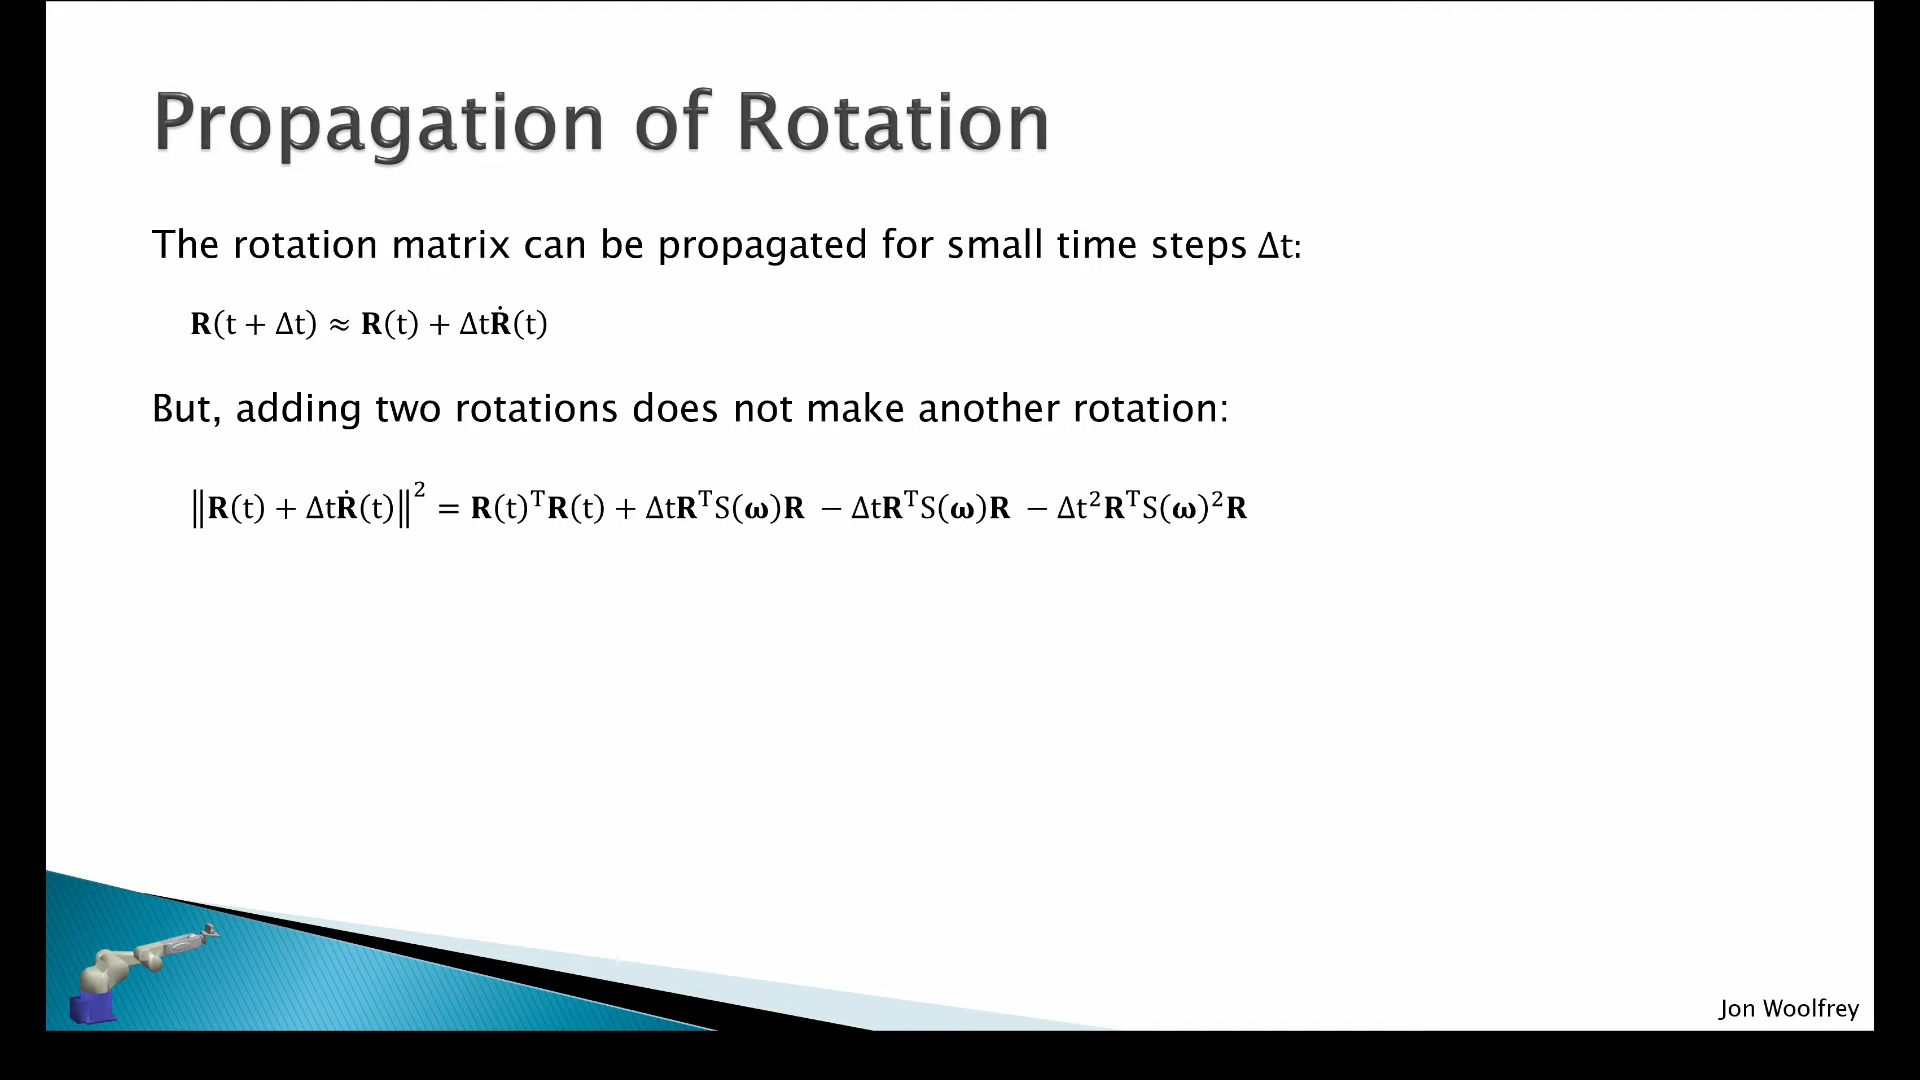 Propagation of Rotation
The rotation matrix can be propagated for small time steps Δt:
𝐑(t + Δt) ≈ 𝐑(t) + Δt𝐑̇(t)
But, adding two rotations does not make another rotation:
‖𝐑(t) + Δt𝐑̇(t)‖² = 𝐑(t)ᵀ𝐑(t) + Δt𝐑ᵀS(𝛚)𝐑 − Δt𝐑ᵀS(𝛚)𝐑 − Δt²𝐑ᵀS(𝛚)²𝐑
Jon Woolfrey